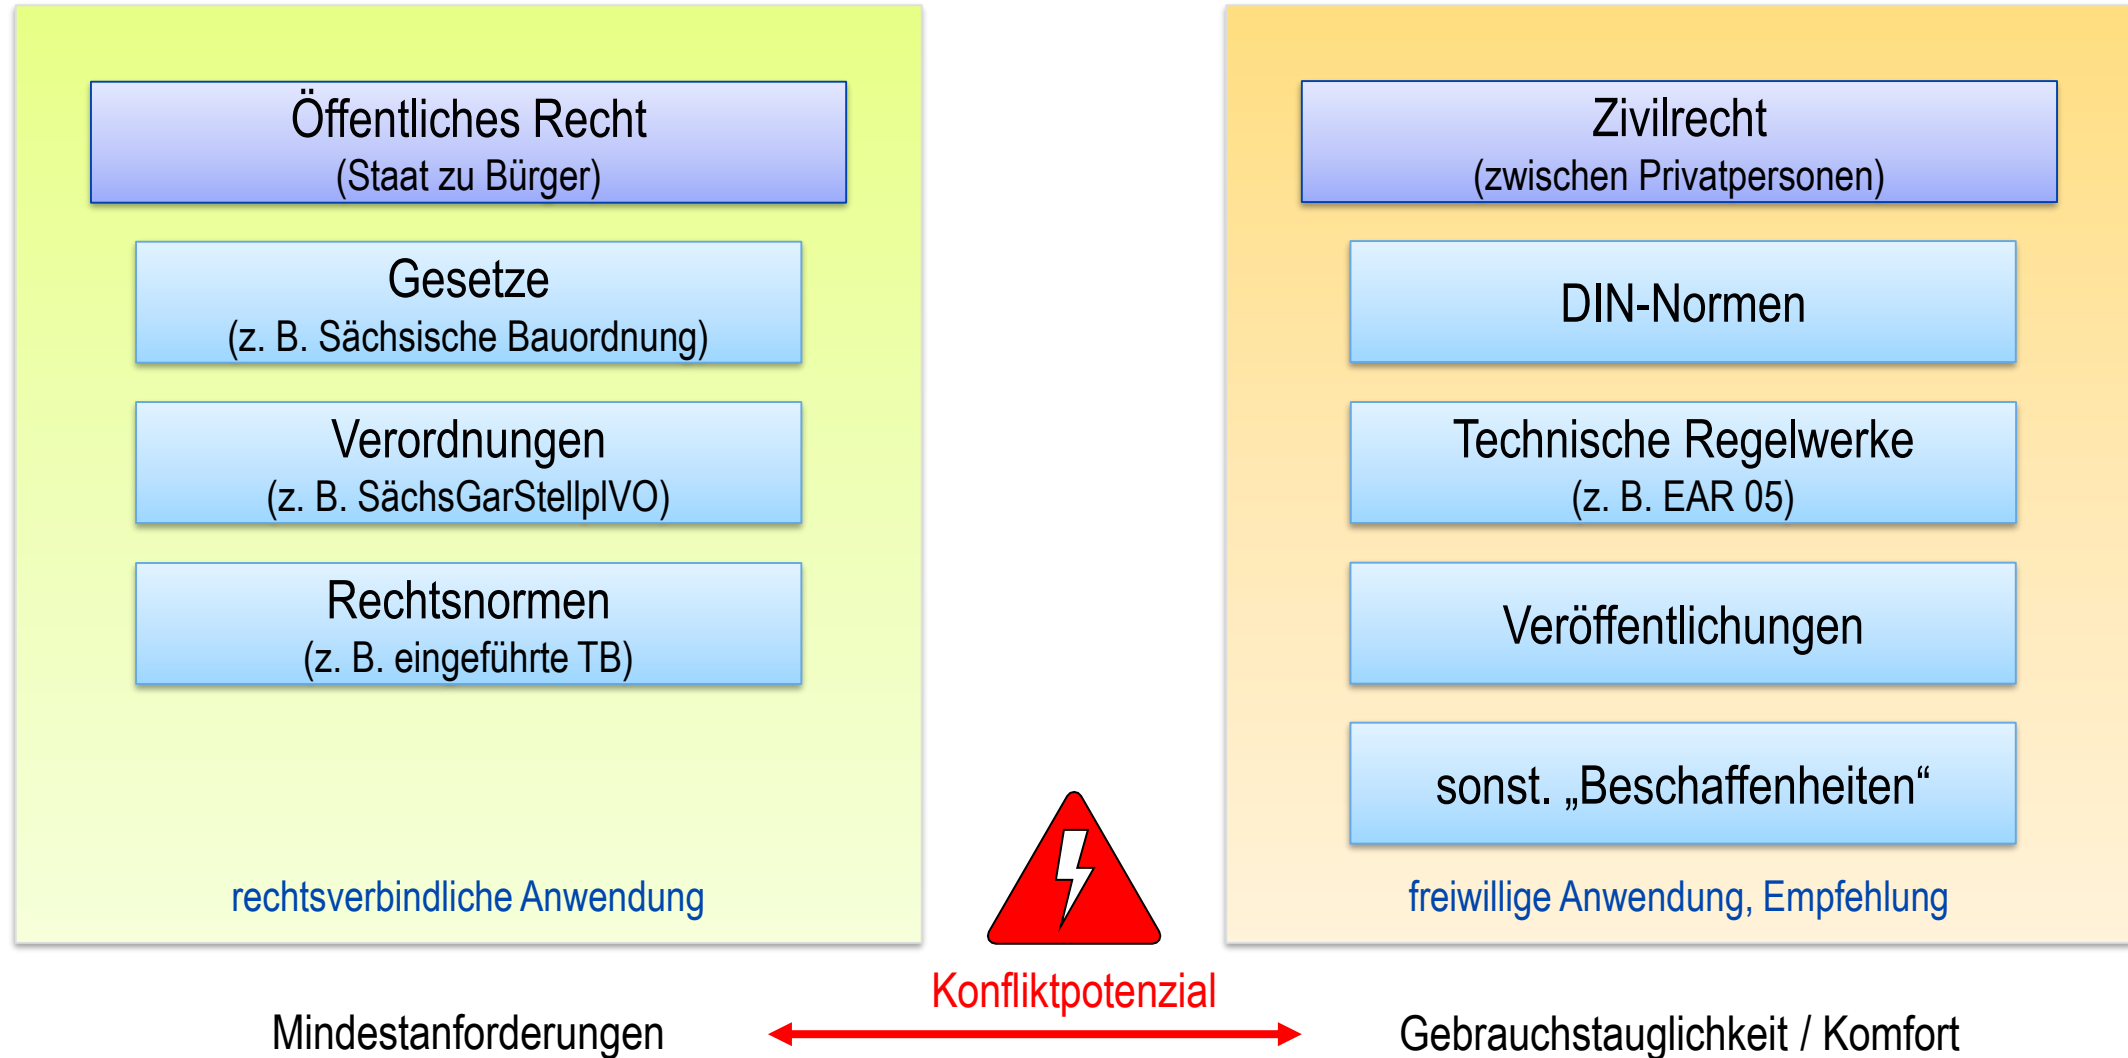 Öffentliches Recht
(Staat zu Bürger)
Gesetze
(z. B. Sächsische Bauordnung)
Verordnungen
(z. B. SächsGarStellplVO)
Rechtsnormen
(z. B. eingeführte TB)
rechtsverbindliche Anwendung
Mindestanforderungen
Konfliktpotenzial
Zivilrecht
(zwischen Privatpersonen)
DIN-Normen
Technische Regelwerke
(z. B. EAR 05)
Veröffentlichungen
sonst. „Beschaffenheiten“
freiwillige Anwendung, Empfehlung
Gebrauchstauglichkeit / Komfort